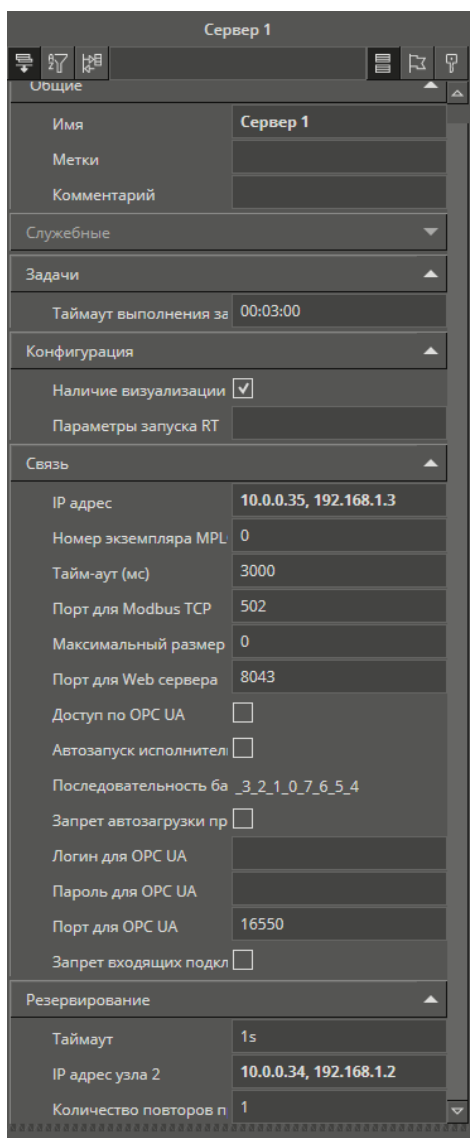 Сервер 1
Общие
Имя Сервер 1
Метки
Комментарий
Служебные
Задачи
Таймаут выполнения за 00:03:00
Конфигурация
Наличие визуализации
Параметры запуска RT
Связь
IP адрес 10.0.0.35, 192.168.1.3
Номер экземпляра MPL 0
Тайм-аут (мс) 3000
Порт для Modbus TCP 502
Максимальный размер 0
Порт для Web сервера 8043
Доступ по OPC UA
Автозапуск исполнител
Последовательность ба _3_2_1_0_7_6_5_4
Запрет автозагрузки пр
Логин для OPC UA
Пароль для OPC UA
Порт для OPC UA 16550
Запрет входящих подкл
Резервирование
Таймаут 1s
IP адрес узла 2 10.0.0.34, 192.168.1.2
Количество повторов п 1